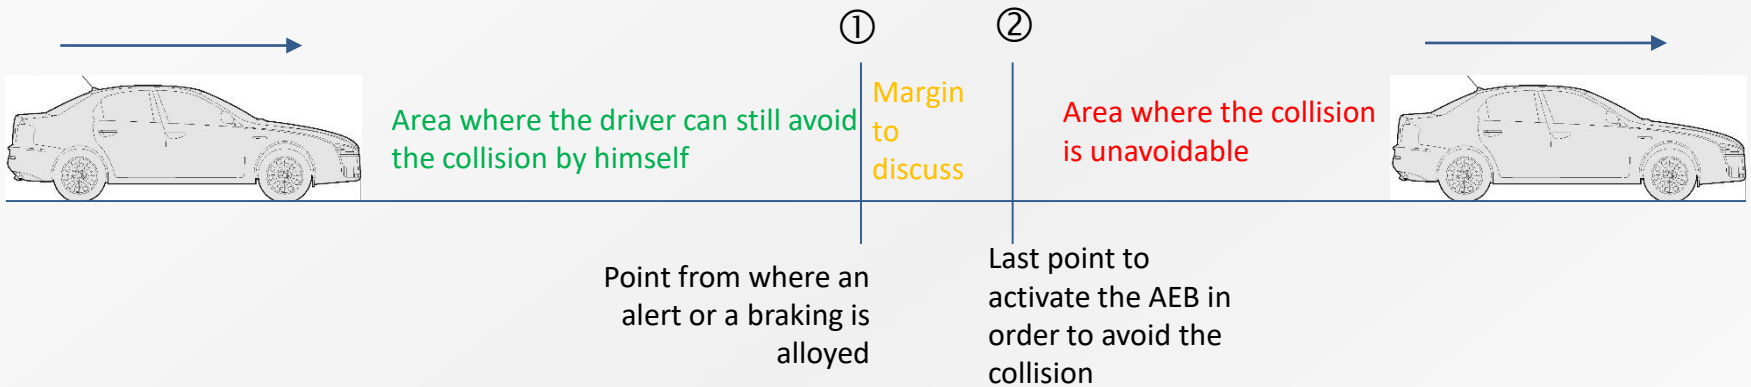 ①
②
Area where the driver can still avoid
the collision by himself
Margin
to
discuss
Area where the collision
is unavoidable
Point from where an
alert or a braking is
alloyed
Last point to
activate the AEB in
order to avoid the
collision